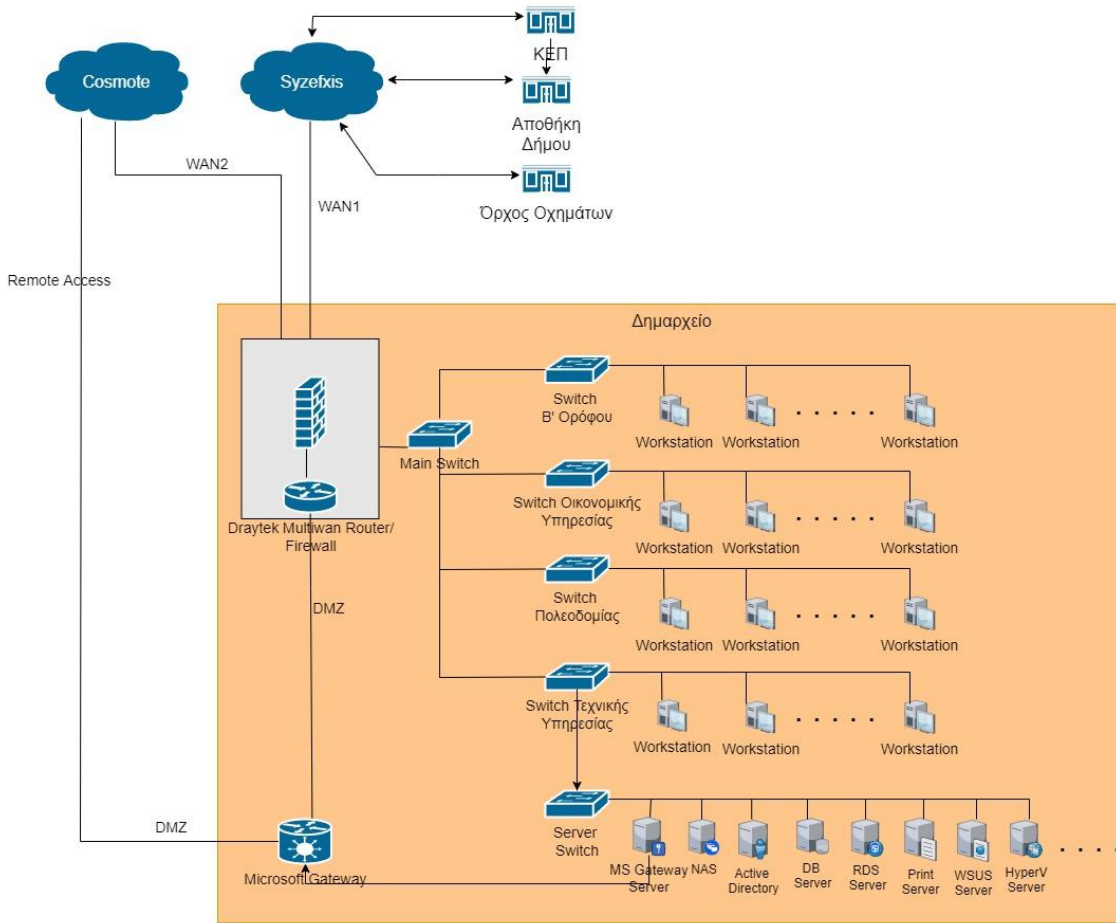 ΚΕΠ
Cosmote
Syzefxis
Αποθήκη
Δήμου
WAN2
WAN1
Όρχος Οχημάτων
Remote Access
Δημαρχείο
Switch
Β' Ορόφου
Workstation
Workstation
Workstation
Main Switch
Switch Οικονομικής
Υπηρεσίας
Workstation
Workstation
Workstation
Draytek Multiwan Router/
Firewall
Switch
Πολεοδομίας
Workstation
Workstation
Workstation
DMZ
Switch Τεχνικής
Υπηρεσίας
Workstation
Workstation
Workstation
DMZ
Server
Switch
Microsoft Gateway
MS Gateway
Server
NAS
Active
Directory
DB
Server
RDS
Server
Print
Server
WSUS
Server
HyperV
Server